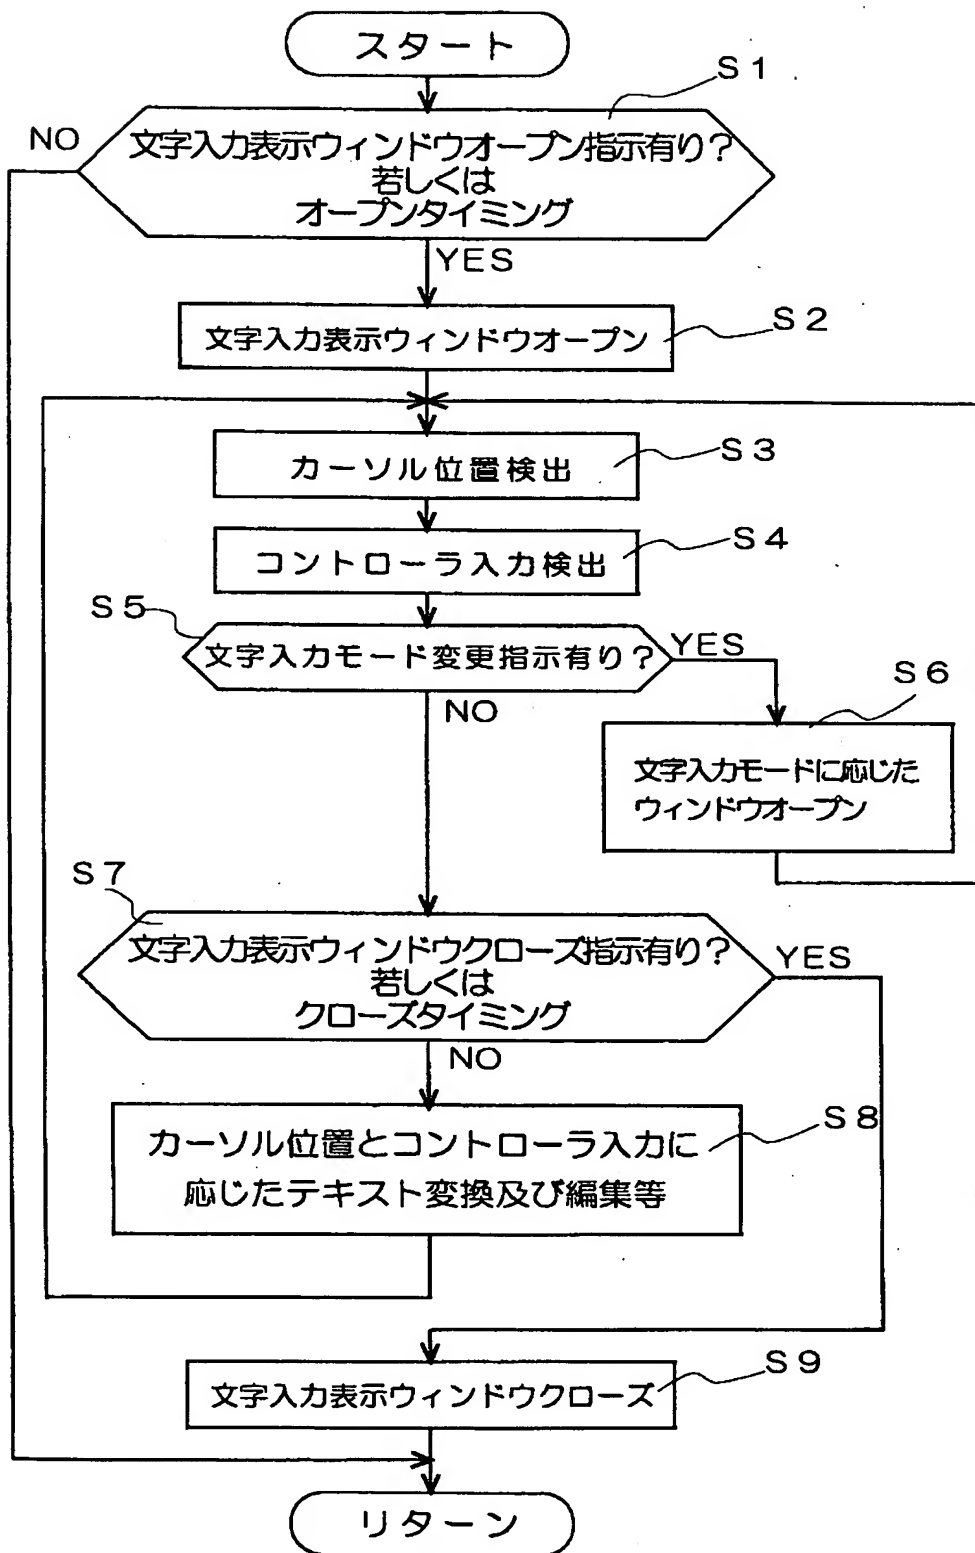 スタート
S1
NO
文字入力表示ウィンドウオープン指示有り?
若しくは
オープンタイミング
YES
S2
文字入力表示ウィンドウオープン
S3
カーソル位置検出
S4
コントローラ入力検出
S5
文字入力モード変更指示有り?
YES
NO
S6
文字入力モードに応じた
ウィンドウオープン
S7
文字入力表示ウィンドウクローズ指示有り?
若しくは
クローズタイミング
YES
NO
S8
カーソル位置とコントローラ入力に
応じたテキスト変換及び編集等
S9
文字入力表示ウィンドウクローズ
リターン